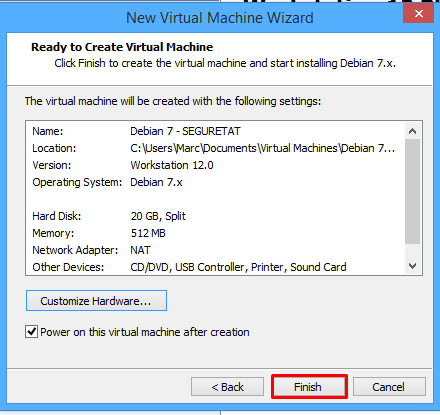 New Virtual Machine Wizard
Ready to Create Virtual Machine
Click Finish to create the virtual machine and start installing Debian 7.x.
The virtual machine will be created with the following settings:
Name: Debian 7 - SEGURETAT
Location: C:\Users\Marc\Documents\Virtual Machines\Debian 7...
Version: Workstation 12.0
Operating System: Debian 7.x
Hard Disk: 20 GB, Split
Memory: 512 MB
Network Adapter: NAT
Other Devices: CD/DVD, USB Controller, Printer, Sound Card
Customize Hardware...
Power on this virtual machine after creation
< Back Finish Cancel